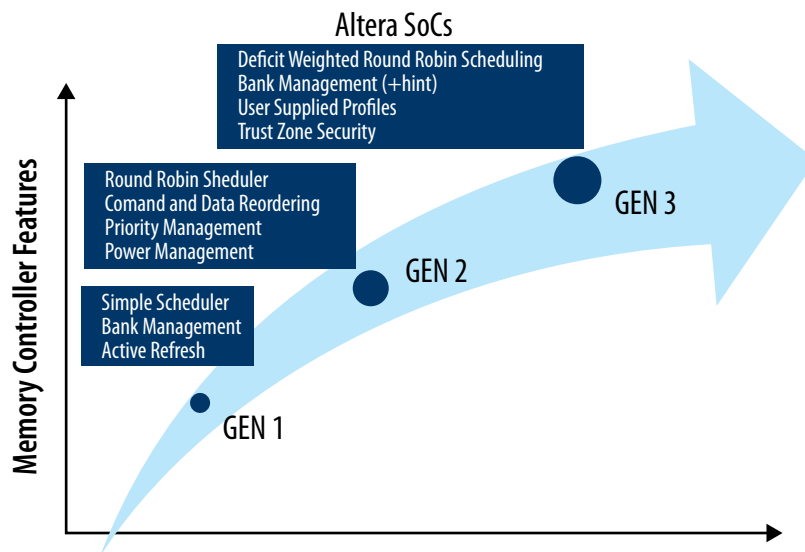 Altera SoCs
Deficit Weighted Round Robin Scheduling
Bank Management (+hint)
User Supplied Profiles
Trust Zone Security
Round Robin Sheduler
Comand and Data Reordering
Priority Management
Power Management
Simple Scheduler
Bank Management
Active Refresh
GEN 3
GEN 2
GEN 1
Memory Controller Features